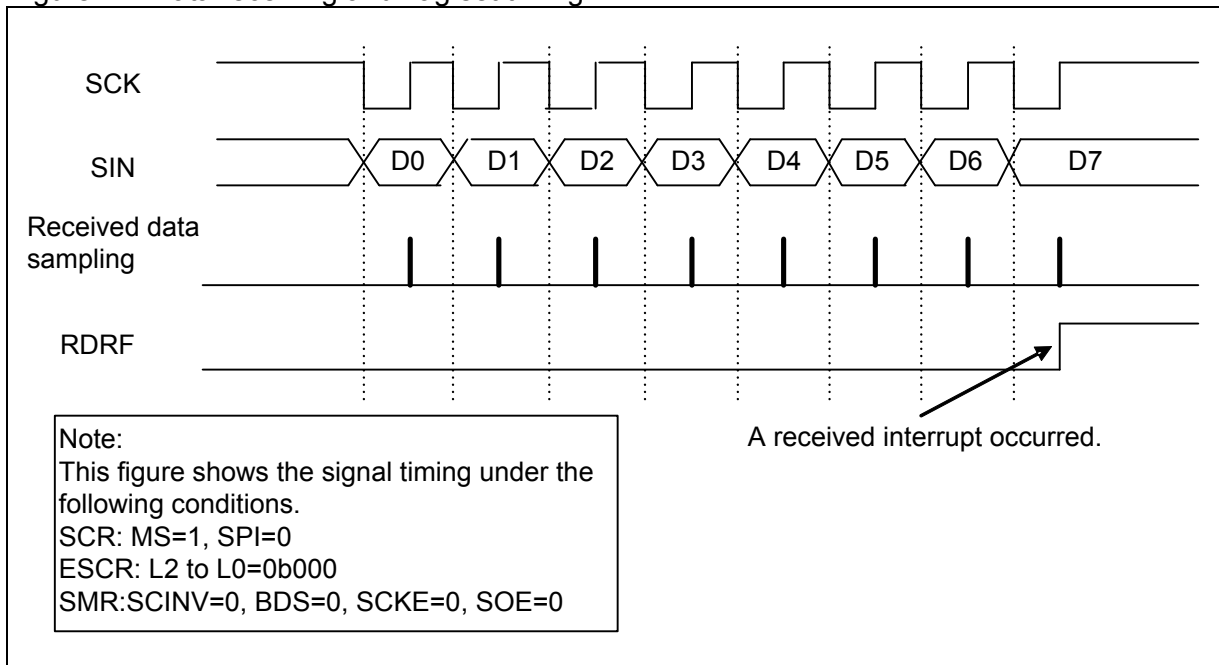 SCK
SIN
D0 D1 D2 D3 D4 D5 D6 D7
Received data
sampling
RDRF
A received interrupt occurred.
Note:
This figure shows the signal timing under the
following conditions.
SCR: MS=1, SPI=0
ESCR: L2 to L0=0b000
SMR:SCINV=0, BDS=0, SCKE=0, SOE=0